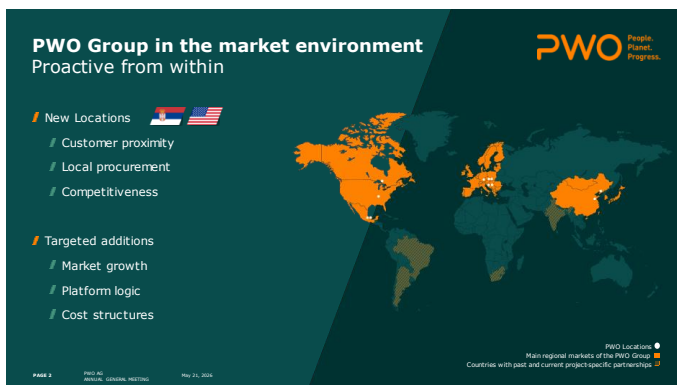 PWO Group in the market environment
Proactive from within
PWO
People.
Planet.
Progress.
New Locations
Customer proximity
Local procurement
Competitiveness
Targeted additions
Market growth
Platform logic
Cost structures
PWO Locations
Main regional markets of the PWO Group
Countries with past and current project-specific partnerships
PAGE 2
PWO AG
ANNUAL GENERAL MEETING
May 21, 2026